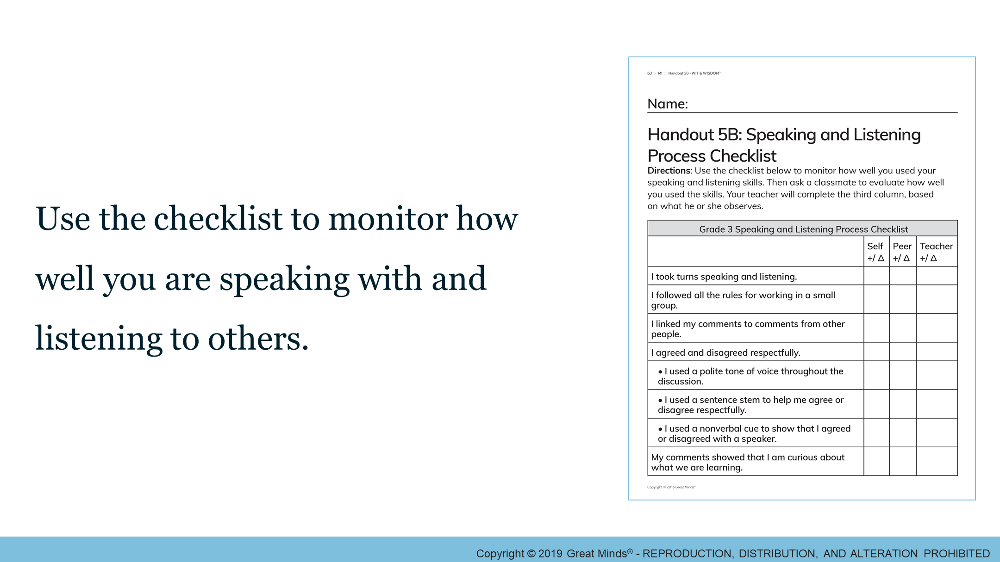 Use the checklist to monitor how
well you are speaking with and
listening to others.
G3 > M1 > Handout 5B • WIT & WISDOM™
Name:
Handout 5B: Speaking and Listening
Process Checklist
Directions: Use the checklist below to monitor how well you used your
speaking and listening skills. Then ask a classmate to evaluate how well
you used the skills. Your teacher will complete the third column, based
on what he or she observes.
Grade 3 Speaking and Listening Process Checklist
Self Peer Teacher
+/ Δ +/ Δ +/ Δ
I took turns speaking and listening.
I followed all the rules for working in a small
group.
I linked my comments to comments from other
people.
I agreed and disagreed respectfully.
• I used a polite tone of voice throughout the
discussion.
• I used a sentence stem to help me agree or
disagree respectfully.
• I used a nonverbal cue to show that I agreed
or disagreed with a speaker.
My comments showed that I am curious about
what we are learning.
Copyright © 2016 Great Minds®
Copyright © 2019 Great Minds® - REPRODUCTION, DISTRIBUTION, AND ALTERATION PROHIBITED